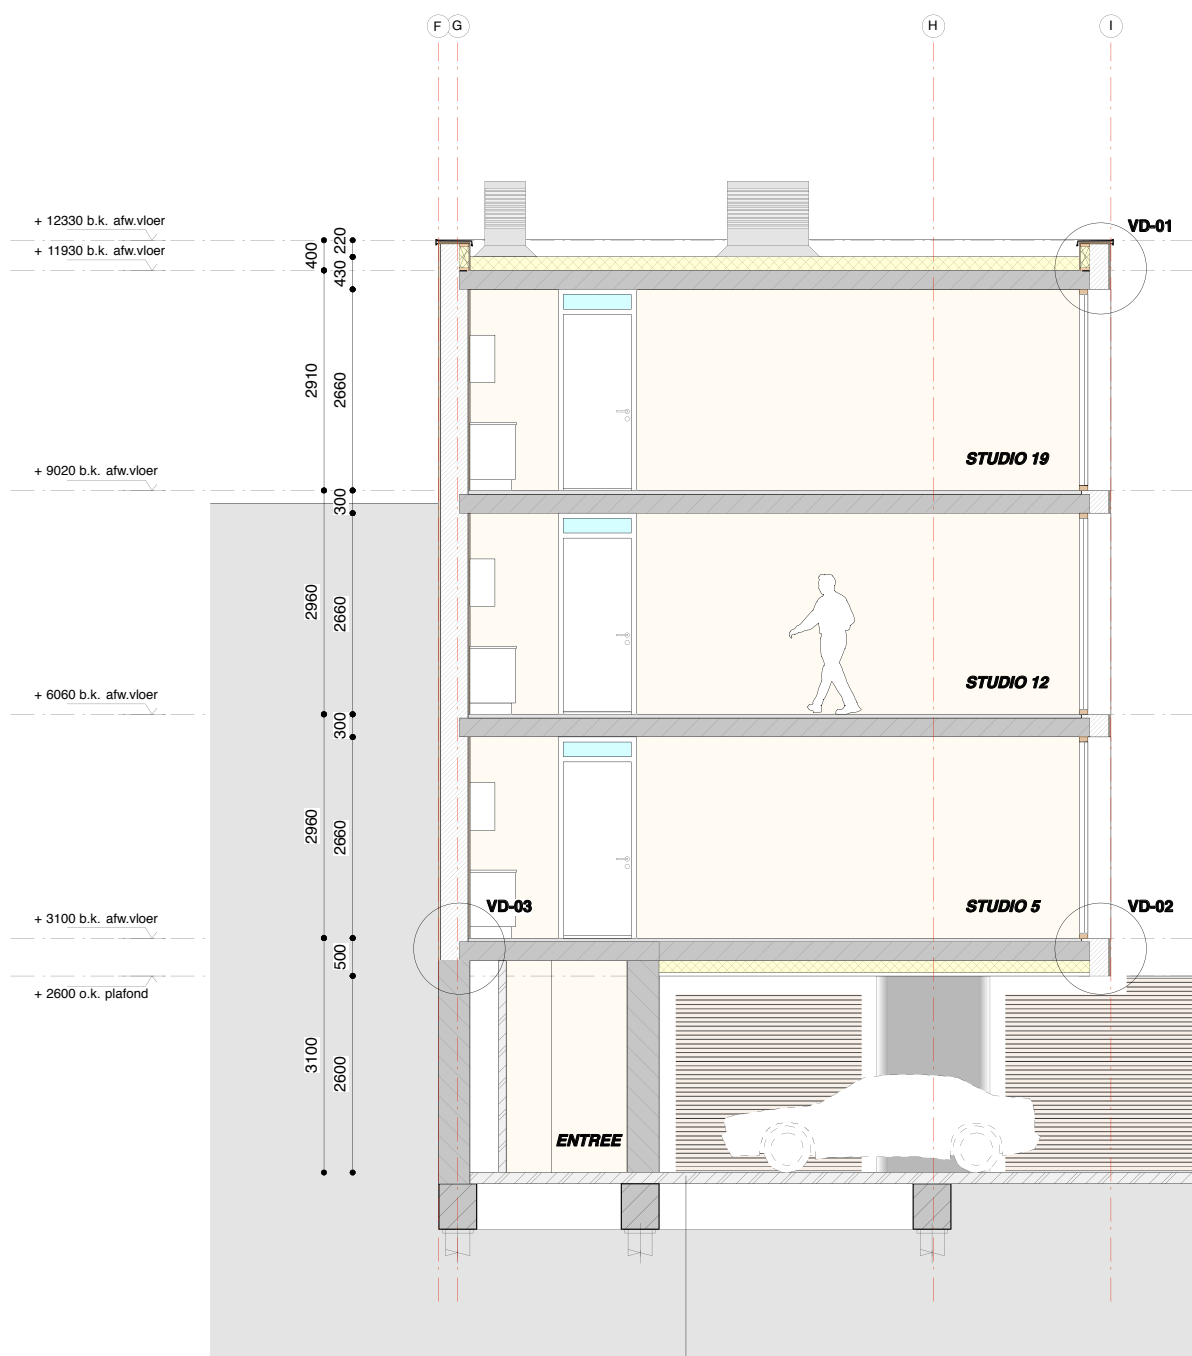 F G H I
+ 12330 b.k. afw.vloer
VD-01
+ 11930 b.k. afw.vloer
400
220
430
2910
2660
STUDIO 19
+ 9020 b.k. afw.vloer
300
2960
2660
STUDIO 12
+ 6060 b.k. afw.vloer
300
2960
2660
STUDIO 5
VD-03
VD-02
+ 3100 b.k. afw.vloer
500
+ 2600 o.k. plafond
3100
2600
ENTREE